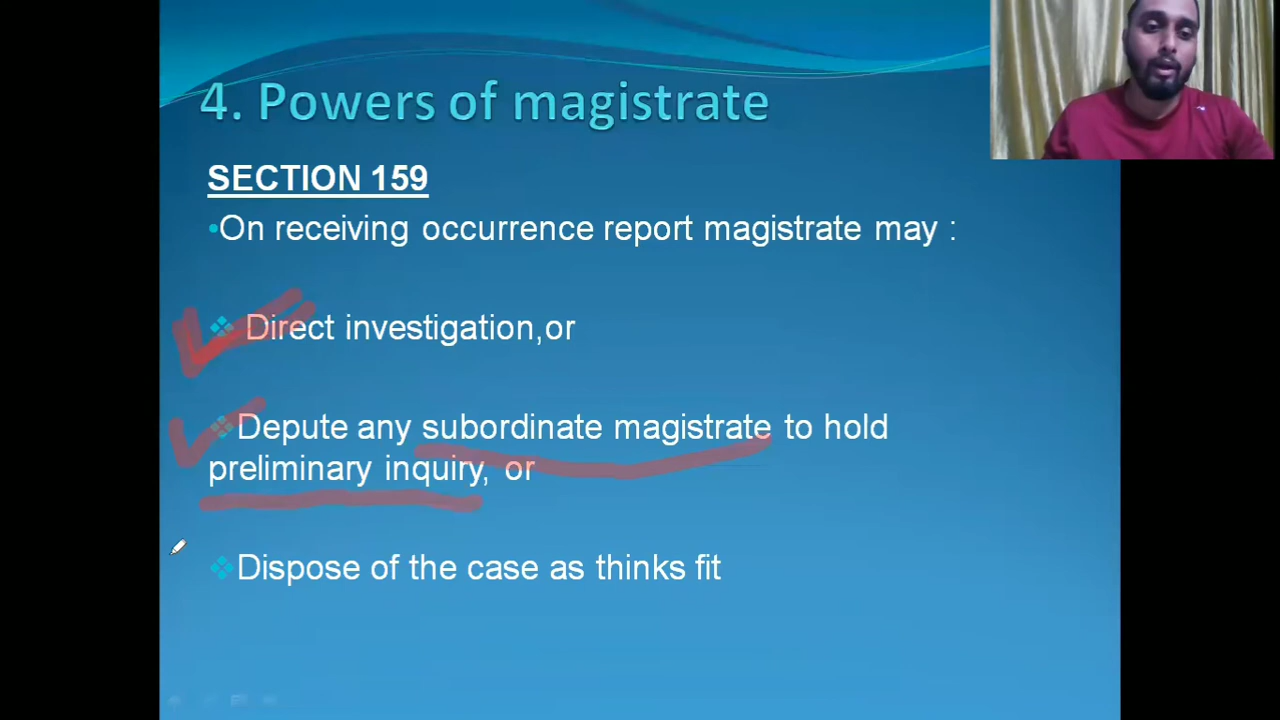 4. Powers of magistrate
SECTION 159
•On receiving occurrence report magistrate may :
❖ Direct investigation,or
❖Depute any subordinate magistrate to hold
preliminary inquiry, or
❖Dispose of the case as thinks fit